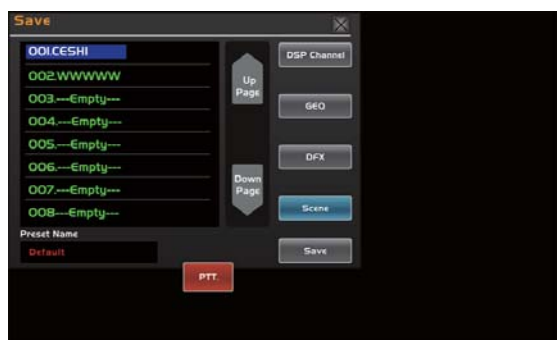 Save
001.CESHI
002.WWWWW
003.---Empty---
004.---Empty---
005.---Empty---
006.---Empty---
007.---Empty---
008---Empty---
Up
Page
Down
Page
DSP Channel
GEQ
DFX
Scene
Save
Preset Name
Default
PTT.